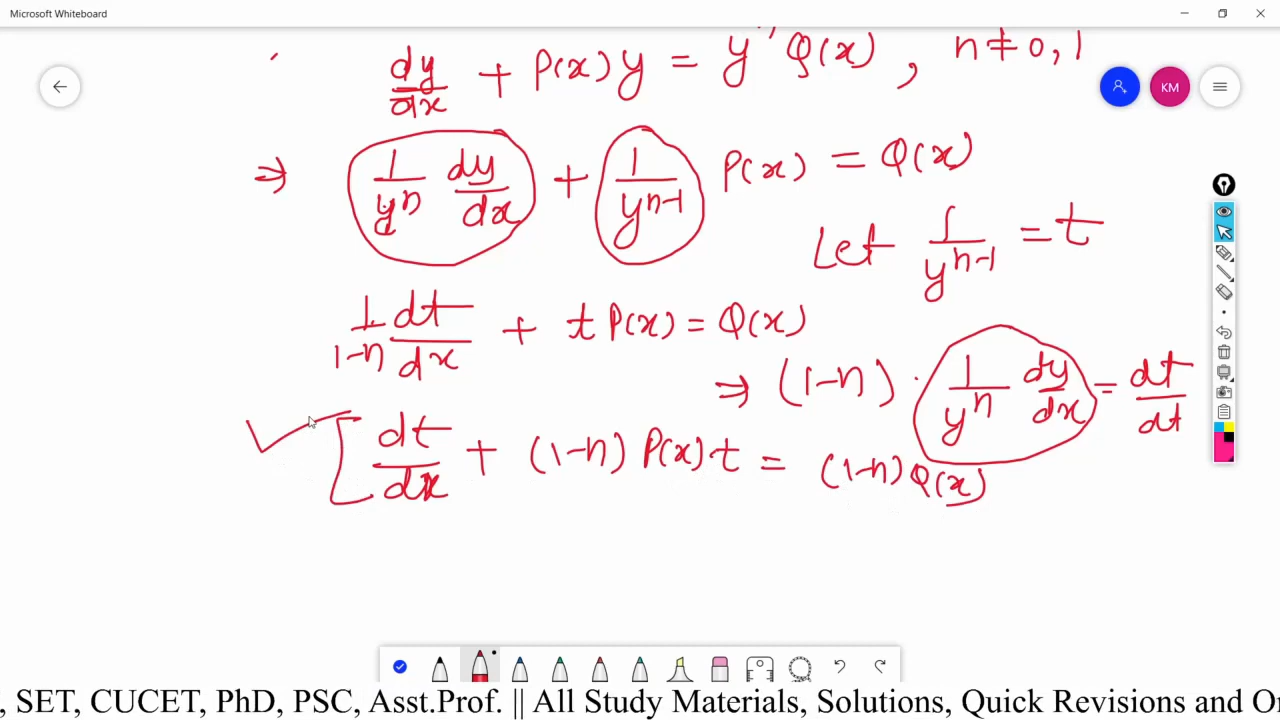 Microsoft Whiteboard
dy/dx + P(x) y = yⁿ Q(x) , n ≠ 0, 1
KM
⇒ 1/yⁿ dy/dx + 1/yⁿ⁻¹ P(x) = Q(x)
Let 1/yⁿ⁻¹ = t
1/1-n dt/dx + t P(x) = Q(x)
⇒ (1-n) · 1/yⁿ dy/dx = dt/dt
dt/dx + (1-n) P(x) t = (1-n) Q(x)
, SET, CUCET, PhD, PSC, Asst.Prof. || All Study Materials, Solutions, Quick Revisions and O